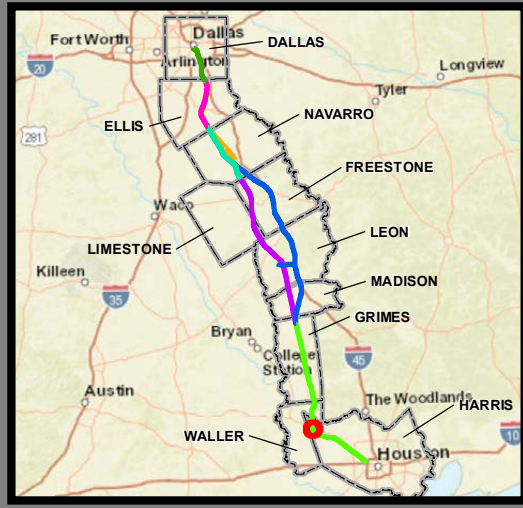 Fort Worth
Dallas
DALLAS
Arlington
Longview
20
Tyler
ELLIS
NAVARRO
281
FREESTONE
Waco
LEON
LIMESTONE
Killeen
MADISON
35
GRIMES
Bryan
College
Station
45
Austin
The Woodlands
HARRIS
WALLER
10
Houston